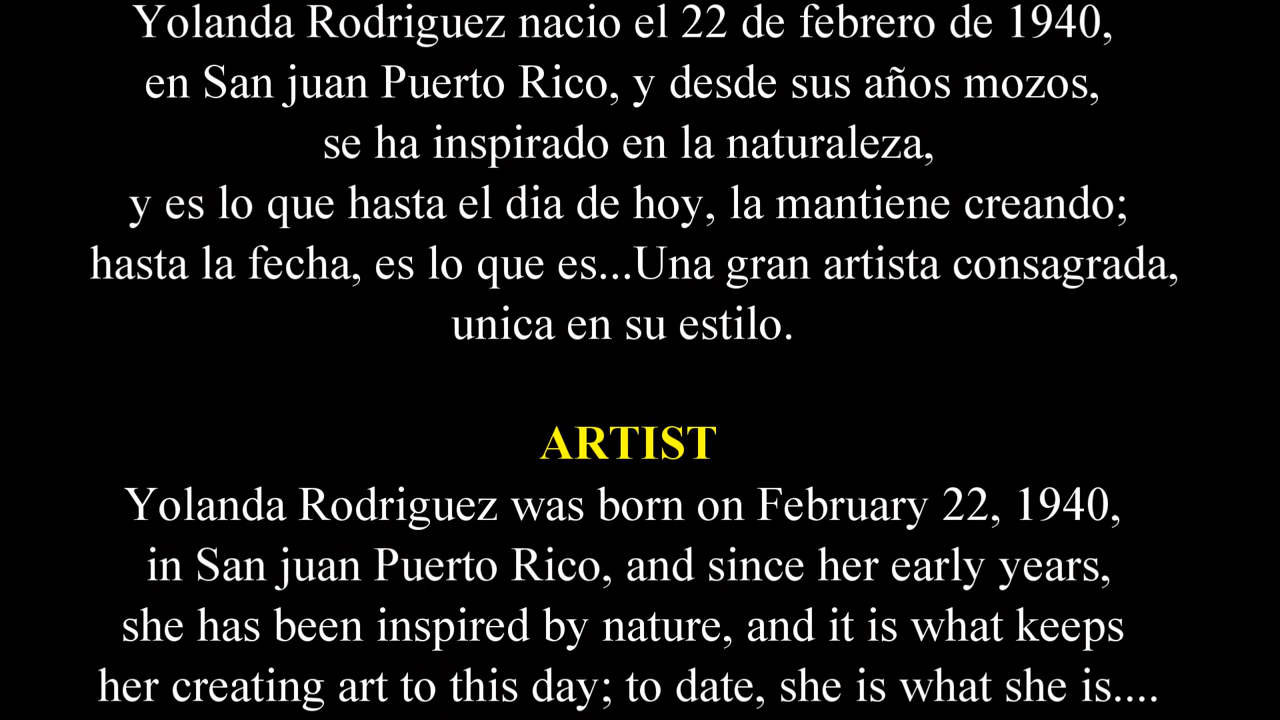 Yolanda Rodriguez nacio el 22 de febrero de 1940,
en San juan Puerto Rico, y desde sus años mozos,
se ha inspirado en la naturaleza,
y es lo que hasta el dia de hoy, la mantiene creando;
hasta la fecha, es lo que es...Una gran artista consagrada,
unica en su estilo.
ARTIST
Yolanda Rodriguez was born on February 22, 1940,
in San juan Puerto Rico, and since her early years,
she has been inspired by nature, and it is what keeps
her creating art to this day; to date, she is what she is....